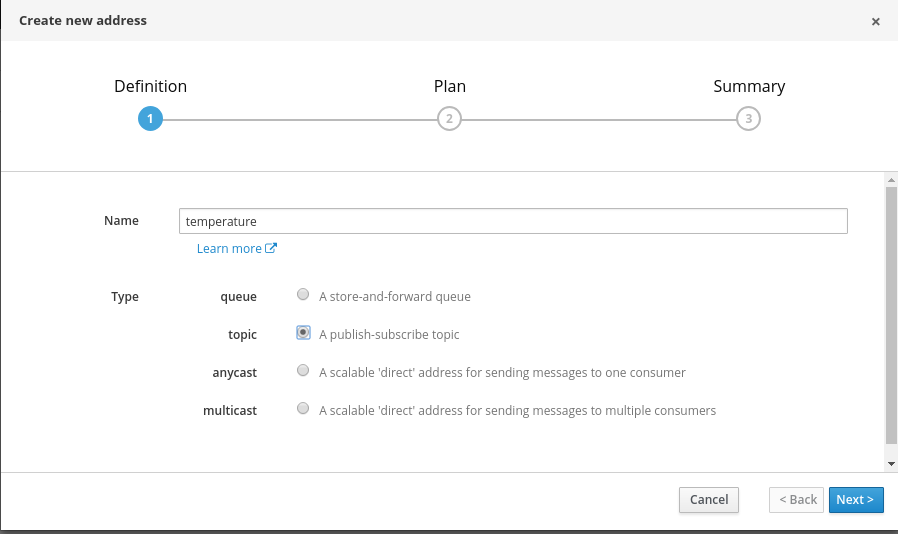 Create new address ×
Definition Plan Summary
1 2 3
Name temperature
Learn more
Type queue A store-and-forward queue
topic A publish-subscribe topic
anycast A scalable 'direct' address for sending messages to one consumer
multicast A scalable 'direct' address for sending messages to multiple consumers
Cancel < Back Next >